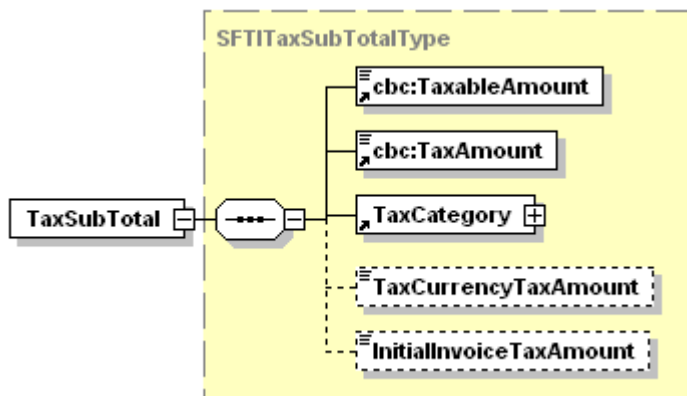 SFTITaxSubTotalType
cbc:TaxableAmount
cbc:TaxAmount
TaxSubTotal
TaxCategory
TaxCurrencyTaxAmount
InitialInvoiceTaxAmount